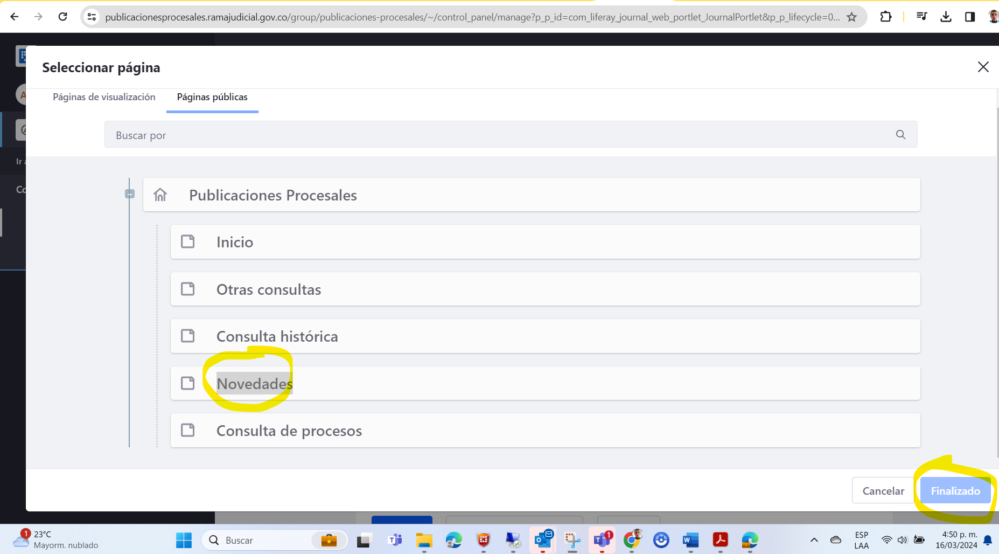 publicacionesprocesales.ramajudicial.gov.co/group/publicaciones-procesales/~/control_panel/manage?p_p_id=com_liferay_journal_web_portlet_JournalPortlet&p_p_lifecycle=0...
Seleccionar página
A
Páginas de visualización
Páginas públicas
Buscar por
Ir a
Co
Publicaciones Procesales
Inicio
Otras consultas
Consulta histórica
Novedades
Consulta de procesos
Cancelar
Finalizado
1
23°C
Mayorm. nublado
Buscar
1
ESP
LAA
4:50 p. m.
16/03/2024